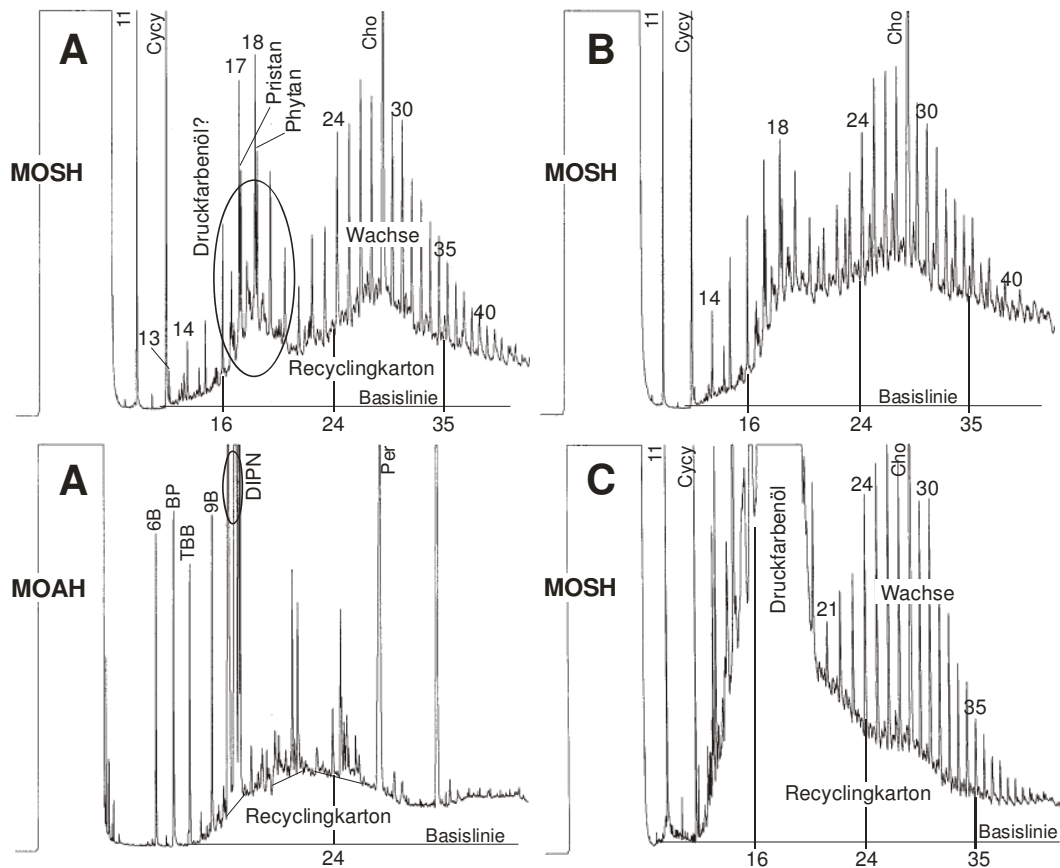 A
MOSH
11
Cycy
13
14
Druckfarbenöl?
17
18
Pristan
Phytan
24
Cho
30
Wachse
35
40
Recyclingkarton
Basislinie
16
24
35
B
MOSH
11
Cycy
14
18
24
Cho
30
35
40
Basislinie
16
24
35
A
MOAH
6B
BP
TBB
9B
DIPN
Per
Recyclingkarton
Basislinie
24
C
MOSH
11
Cycy
Druckfarbenöl
21
24
Cho
30
Wachse
35
Recyclingkarton
Basislinie
16
24
35